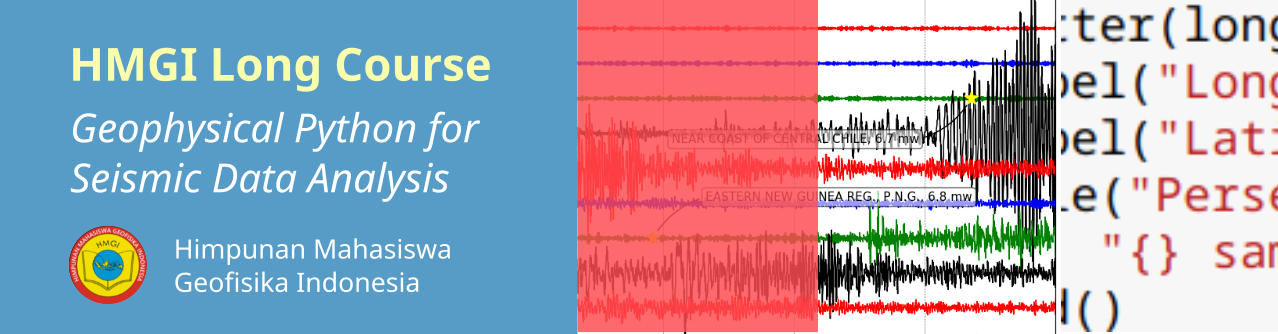 HMGI Long Course
Geophysical Python for
Seismic Data Analysis
HIMPUNAN MAHASISWA GEOFISIKA INDONESIA
HMGI
Himpunan Mahasiswa
Geofisika Indonesia
NEAR COAST OF CENTRAL CHILE, 6.7 mw
EASTERN NEW GUINEA REG., P.N.G., 6.8 mw
tter(long
bel("Long
bel("Lati
le("Perse
"{} sam
d()